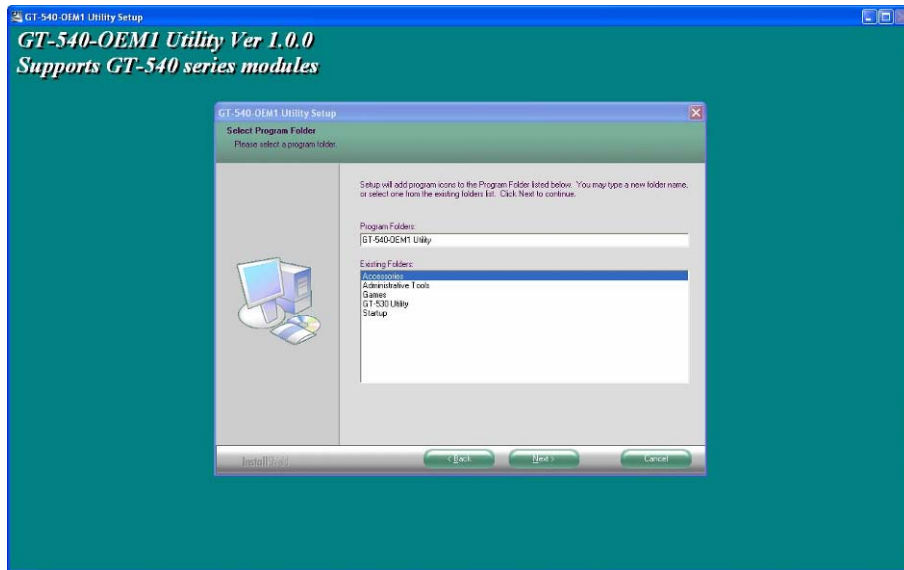 GT-540-OEM1 Utility Setup
GT-540-OEM1 Utility Ver 1.0.0
Supports GT-540 series modules
GT-540-OEM1 Utility Setup
Select Program Folder
Please select a program folder.
Setup will add program icons to the Program Folder listed below. You may type a new folder name,
or select one from the existing folders list. Click Next to continue.
Program Folders:
GT-540-OEM1 Utility
Existing Folders:
Accessories
Administrative Tools
Games
GT-530 Utility
Startup
InstallShield
< Back
Next >
Cancel